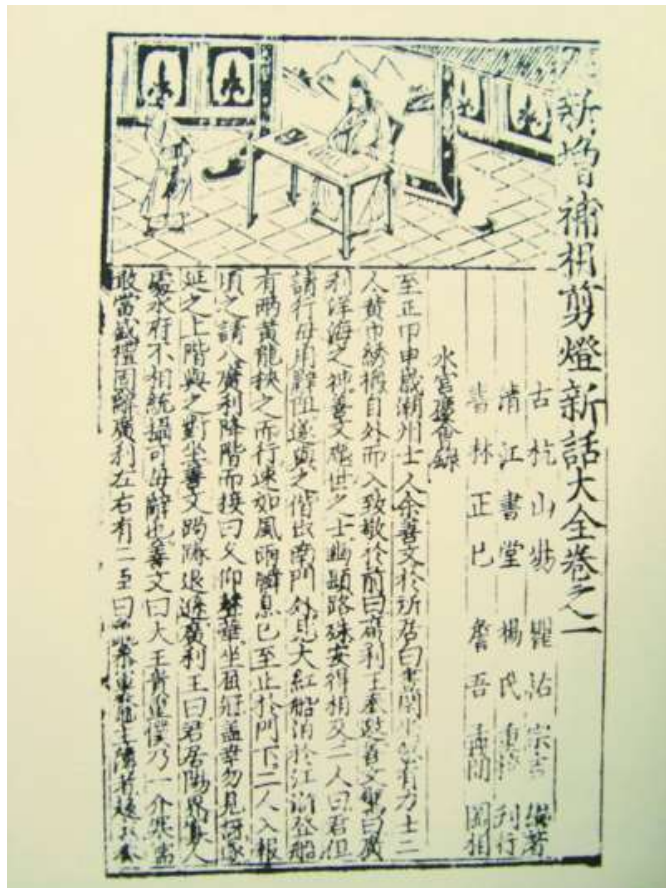 新增補相剪燈新話大全卷之一
古杭山陽瞿佑宗吉編著
清江書堂楊氏重校刊行
書林正巳詹吾孟簡圖相
水宮慶會錄
至正甲申歲潮州士人余善文於所居白晝閒坐忽有力士二
人黃巾綉襖自外而入致敬於前曰廣利王奉邀善文驚曰廣
利洋海之神善文塵世之士幽顯路殊安得相及二人曰君但
請行毋用辭阻遂與之偕出南門外見大紅船泊於江滸登船
有兩黃龍挾之而行速如風雨瞬息已至止於門下二人入報
頃之請入廣利降階而接曰久仰聲華坐屈冠蓋幸勿見訝遂
延之上階與之對坐善文跼蹐退遜廣利王曰君居陽界寡人
處水府不相統攝可毋辭也善文曰大王貴重僕乃一介寒儒
敢當盛禮固辭廣利左右有二臣曰